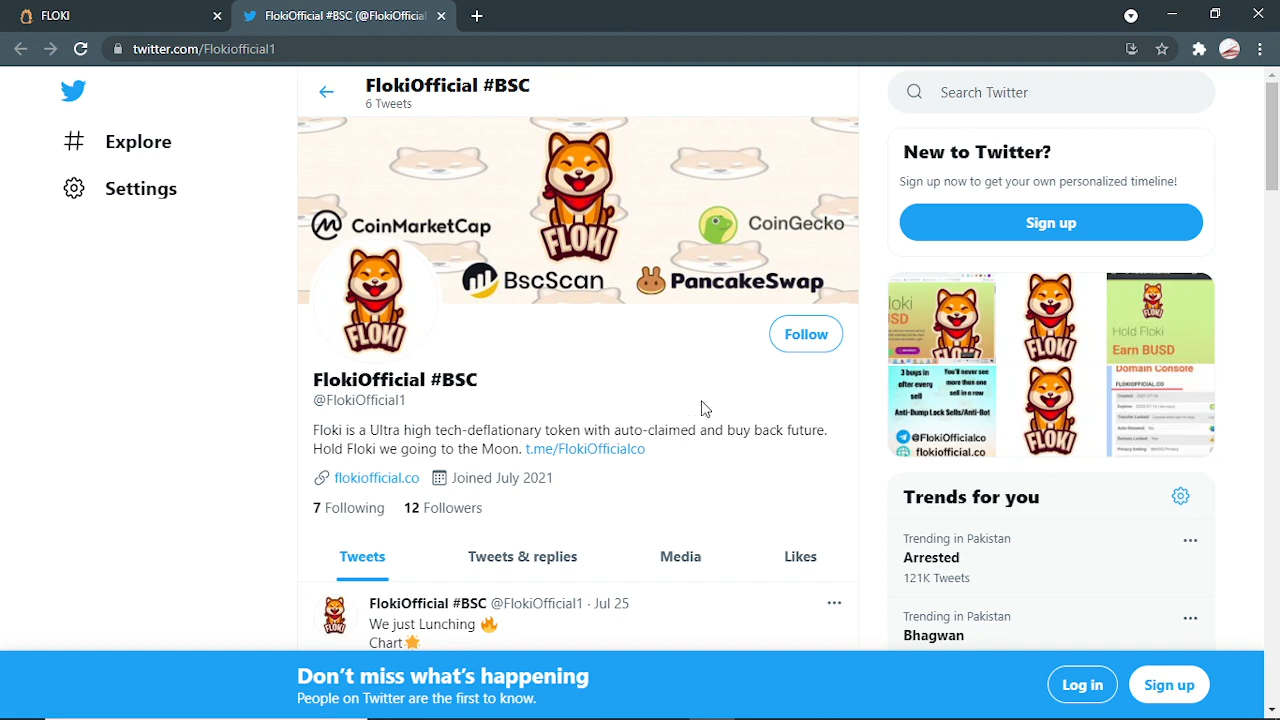 FLOKI
FlokiOfficial #BSC (@FlokiOfficial
twitter.com/Flokiofficial1
FlokiOfficial #BSC
6 Tweets
Explore
Settings
CoinMarketCap
FLOKI
CoinGecko
BscScan
PancakeSwap
FLOKI
Follow
FlokiOfficial #BSC
@FlokiOfficial1
Floki is a Ultra high tech-deflationary token with auto-claimed and buy back future.
Hold Floki we going to the Moon. t.me/FlokiOfficialco
flokiofficial.co Joined July 2021
7 Following 12 Followers
Tweets Tweets & replies Media Likes
FLOKI
FlokiOfficial #BSC @FlokiOfficial1 · Jul 25
We just Lunching 🔥
Chart🌟
Search Twitter
New to Twitter?
Sign up now to get your own personalized timeline!
Sign up
FLOKI
FLOKI
Hold Floki
Earn BUSD
3 buys in
after every
sell
You'll never see
more than one
sell in a row
Anti-Dump Lock Sells/Anti-Bot
@FlokiOfficialco
flokiofficial.co
FLOKI
Domain Console
FLOKIOFFICIAL.CO
Trends for you
Trending in Pakistan
Arrested
121K Tweets
Trending in Pakistan
Bhagwan
Don't miss what's happening
People on Twitter are the first to know.
Log in
Sign up